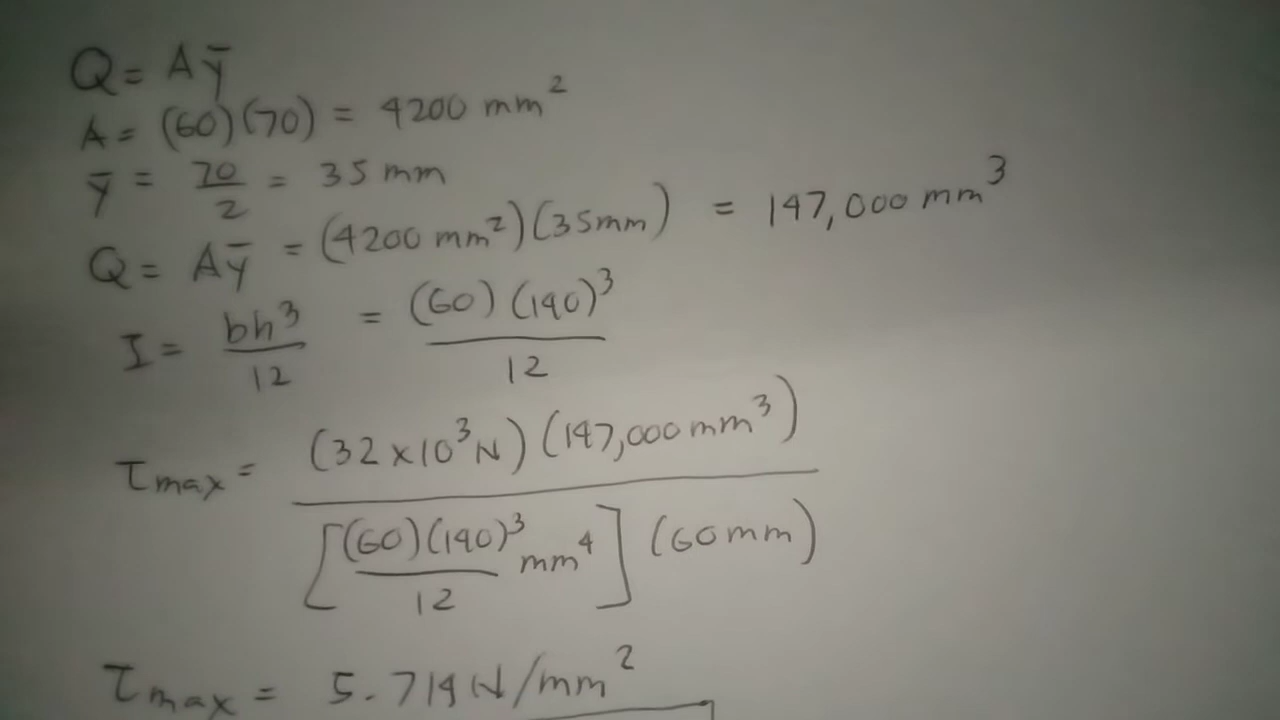 Q = Aȳ
A = (60)(70) = 4200 mm²
ȳ = 70/2 = 35 mm
Q = Aȳ = (4200 mm²)(35mm) = 147,000 mm³
I = bh³/12 = (60)(140)³/12
τmax = (32×10³N)(147,000mm³)/[(60)(140)³/12 mm⁴](60mm)
τmax = 5.714N/mm²